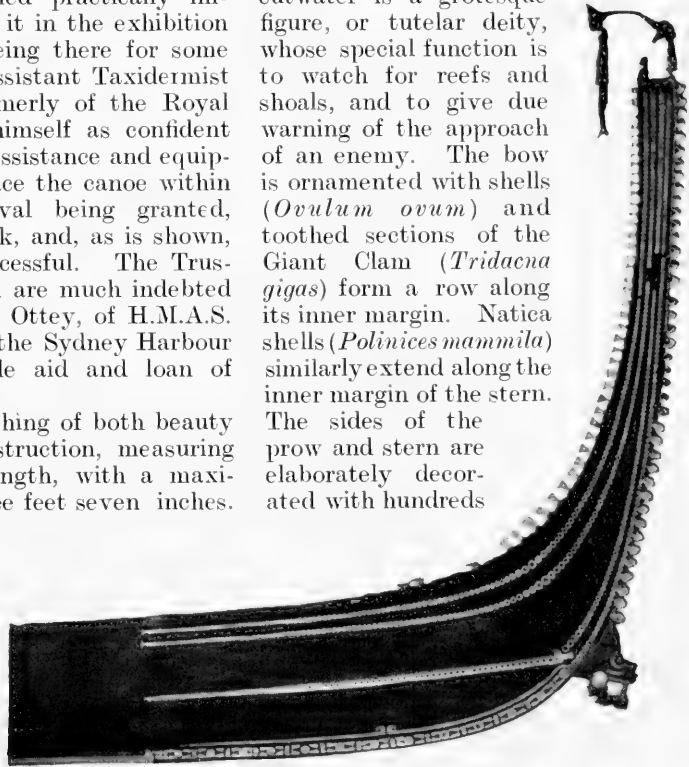 it in the exhibition
eing there for some
ssistant Taxidermist
merly of the Royal
himself as confident
ssistance and equip-
ce the canoe within
val being granted,
k, and, as is shown,
cessful. The Trus-
are much indebted
Ottey, of H.M.A.S.
the Sydney Harbour
le aid and loan of
hing of both beauty
struction, measuring
ngth, with a maxi-
ee feet seven inches.
figure, or tutelar deity,
whose special function is
to watch for reefs and
shoals, and to give due
warning of the approach
of an enemy. The bow
is ornamented with shells
(Ovulum ovum) and
toothed sections of the
Giant Clam (Tridacna
gigas) form a row along
its inner margin. Natica
shells (Polinices mammila)
similarly extend along the
inner margin of the stern.
The sides of the
prow and stern are
elaborately decor-
ated with hundreds